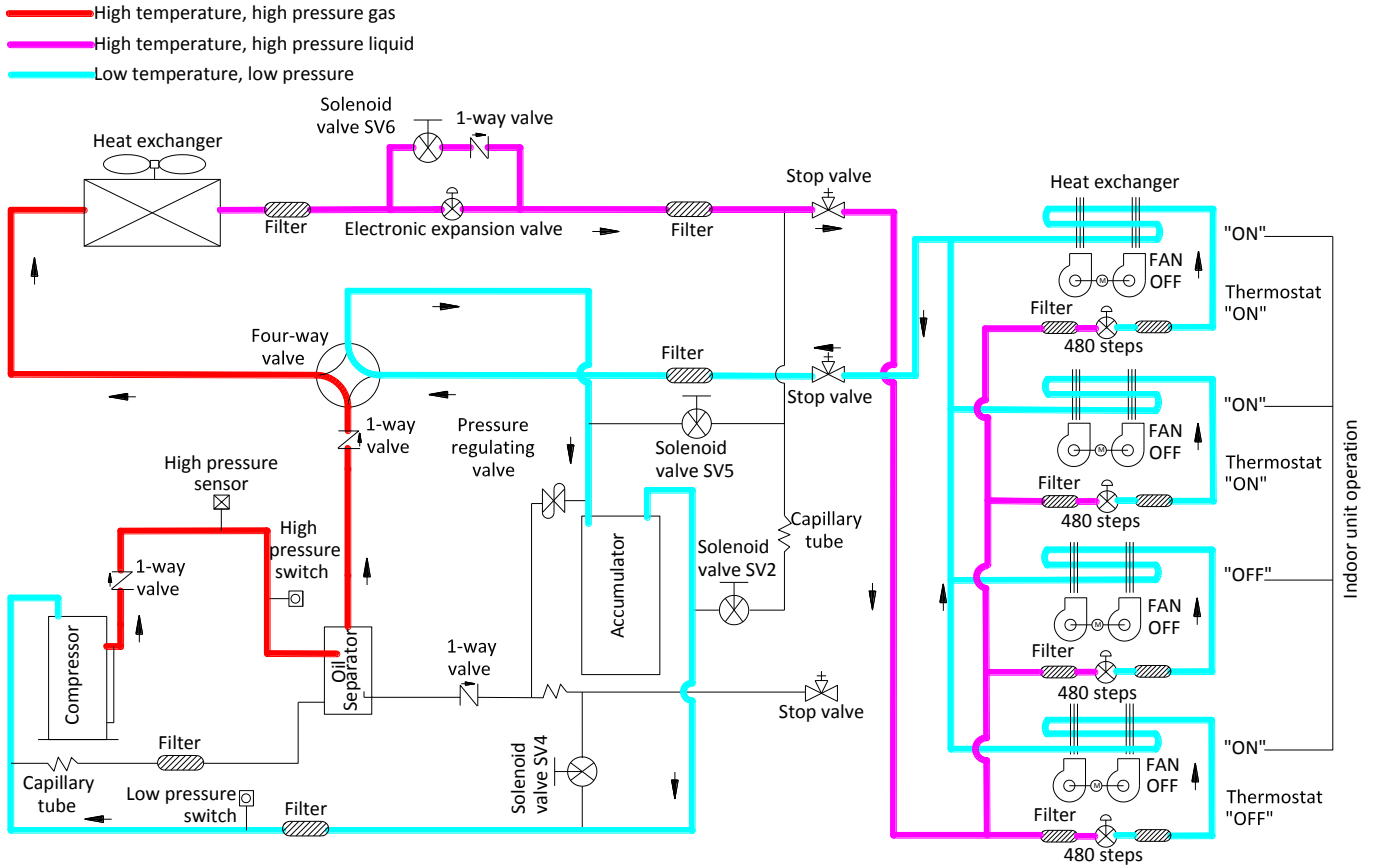 High temperature, high pressure gas
High temperature, high pressure liquid
Low temperature, low pressure
Solenoid
valve SV6
1-way valve
Heat exchanger
Filter
Electronic expansion valve
Filter
Stop valve
Heat exchanger
"ON"
FAN
OFF
Thermostat
"ON"
Filter
480 steps
Four-way
valve
Filter
Stop valve
1-way
valve
Pressure
regulating
valve
Solenoid
valve SV5
"ON"
FAN
OFF
Thermostat
"ON"
Filter
480 steps
High pressure
sensor
High
pressure
switch
1-way
valve
Accumulator
Capillary
tube
Solenoid
valve SV2
"OFF"
FAN
OFF
Filter
480 steps
Indoor unit operation
Compressor
Oil
Separator
1-way
valve
Stop valve
Filter
Capillary
tube
Low pressure
switch
Filter
Solenoid
valve SV4
"ON"
FAN
OFF
Thermostat
"OFF"
Filter
480 steps
M
M
M
M